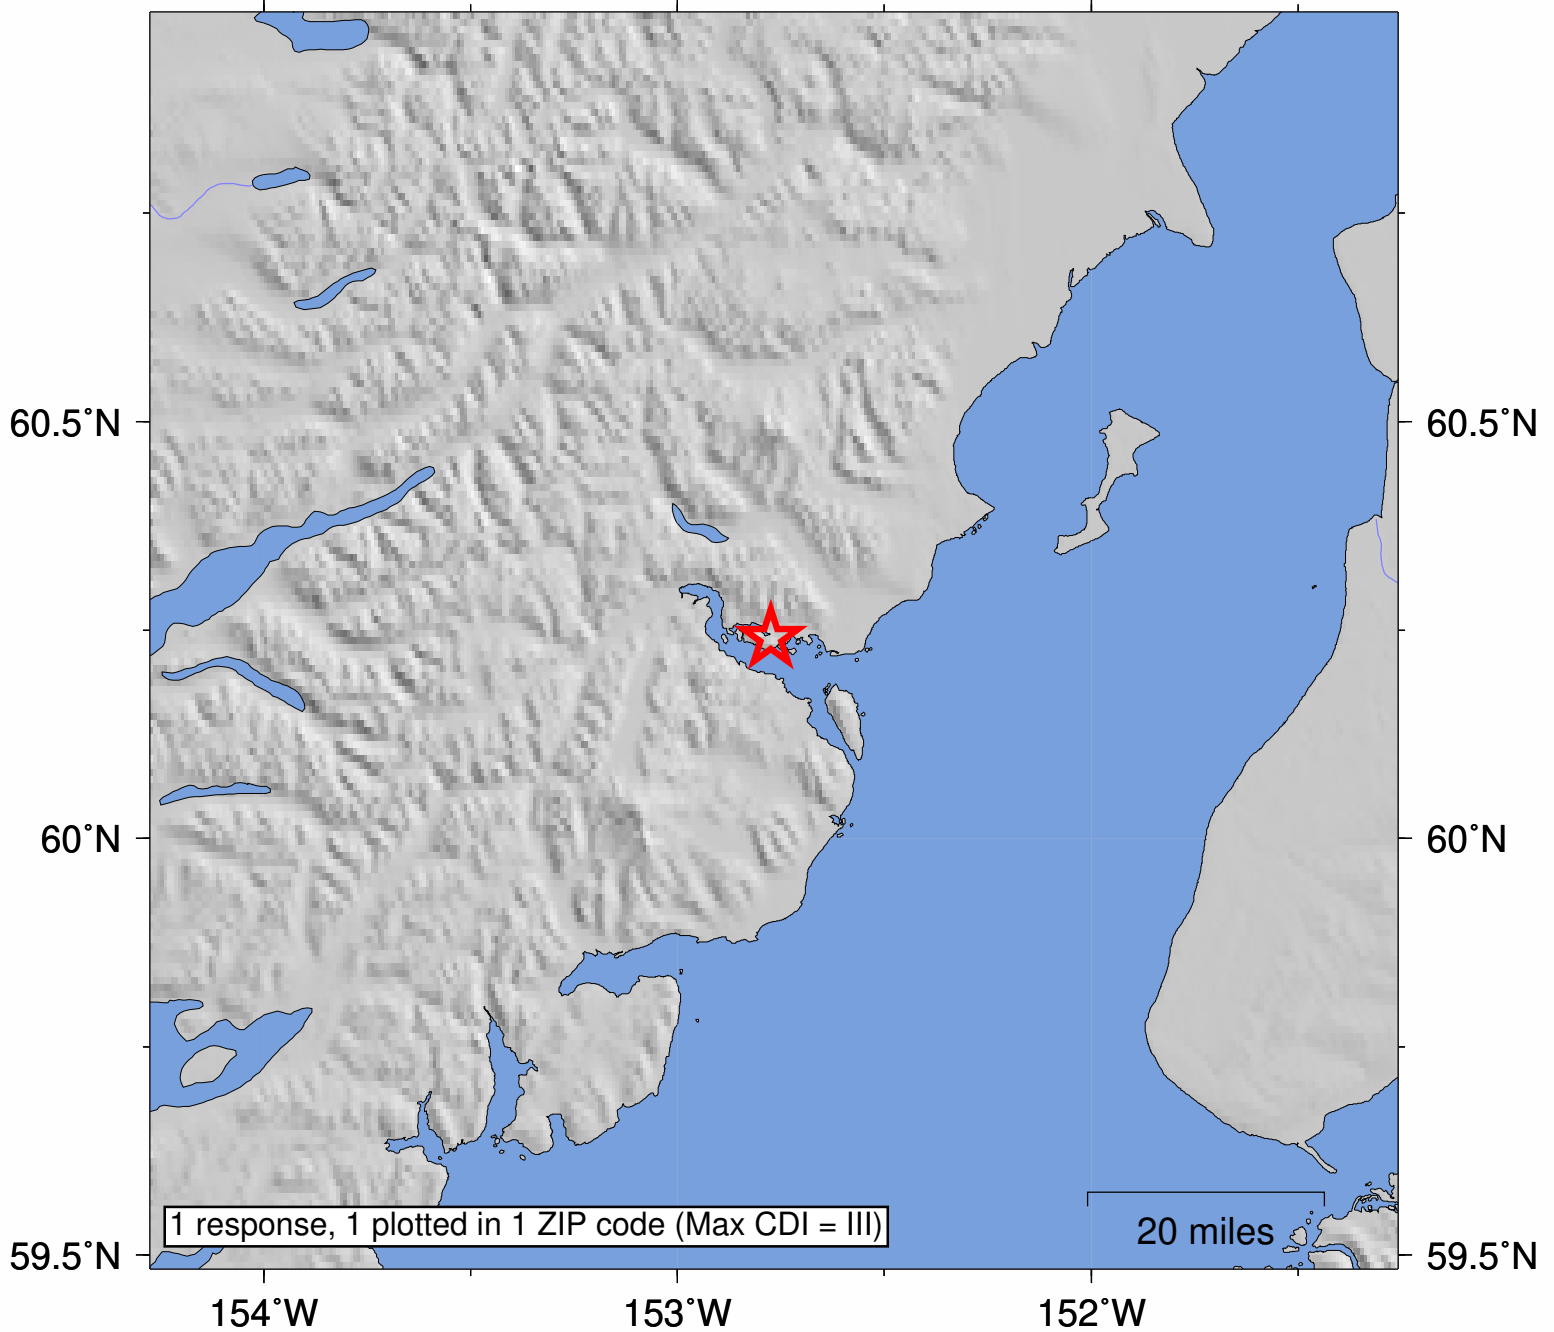 60.5˚N
60.5˚N
60˚N
60˚N
1 response, 1 plotted in 1 ZIP code (Max CDI = III)
20 miles
59.5˚N
59.5˚N
154˚W
153˚W
152˚W